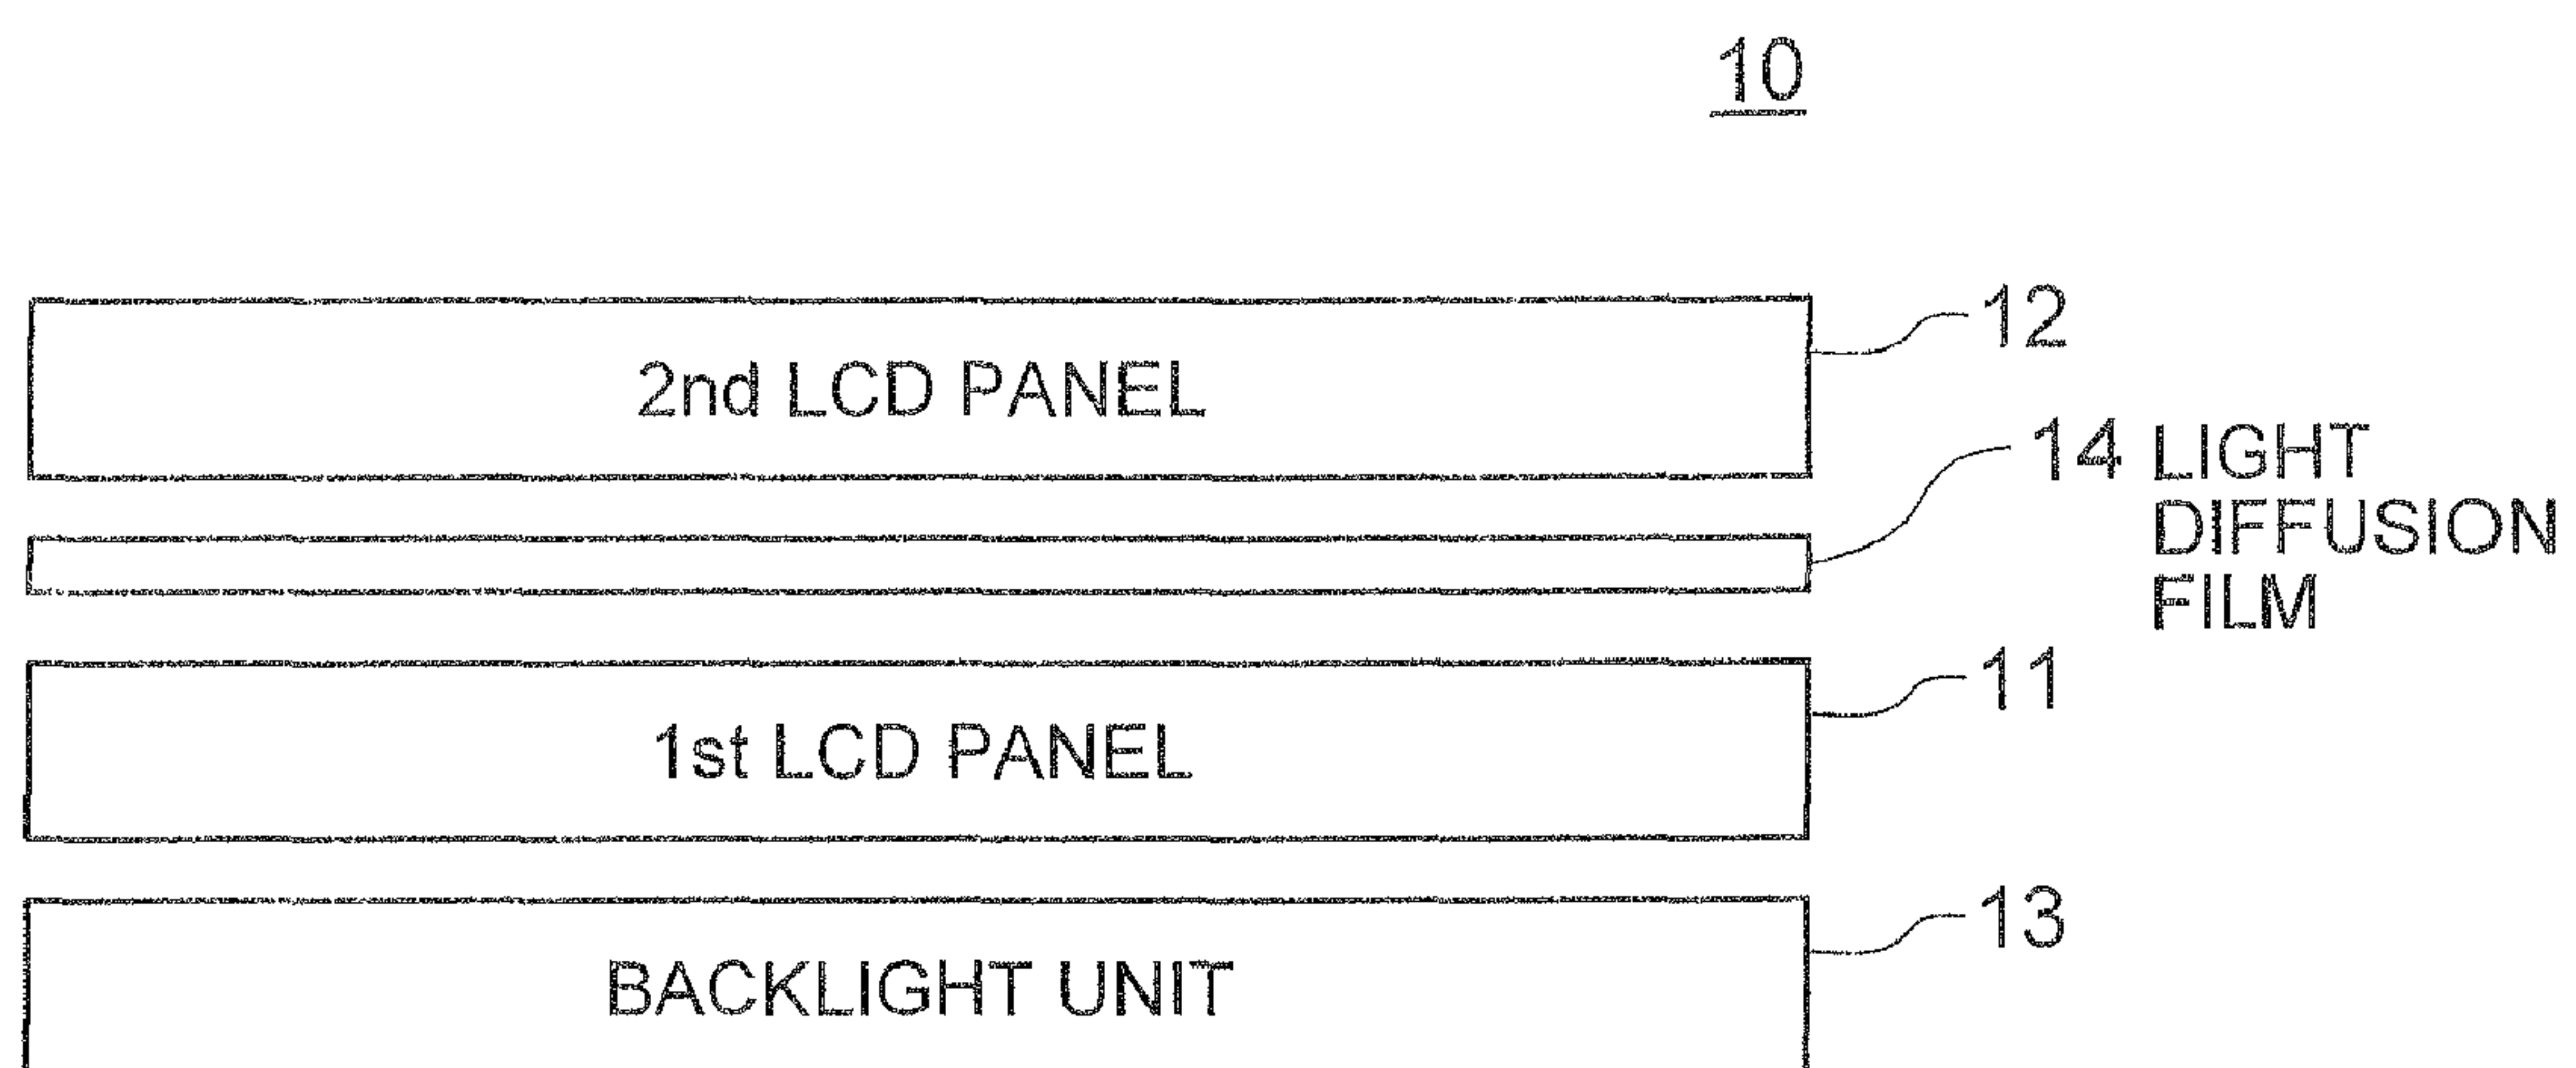 10
2nd LCD PANEL
12
14 LIGHT
DIFFUSION
FILM
1st LCD PANEL
11
BACKLIGHT UNIT
13